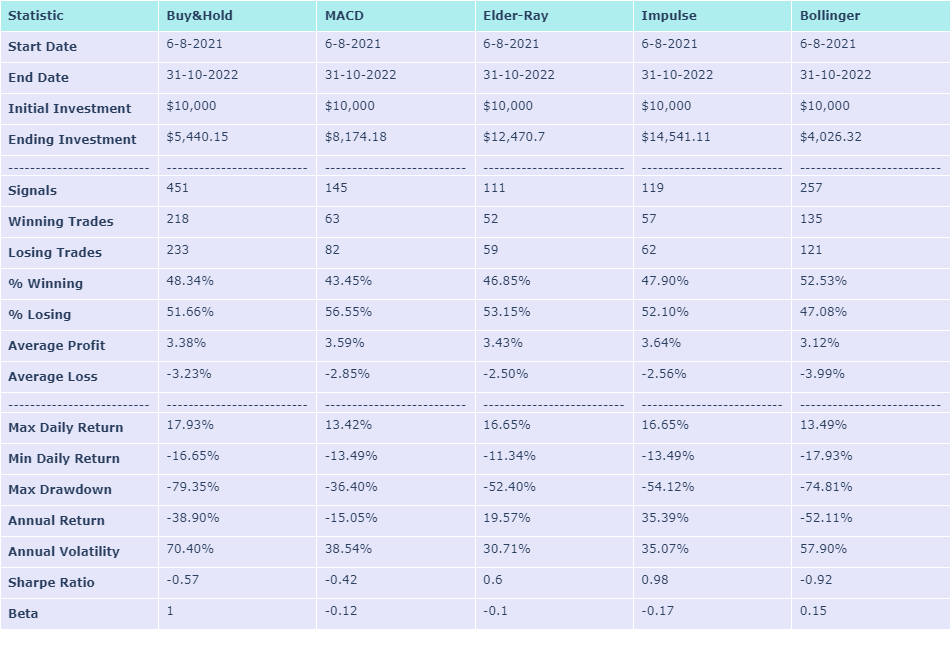 Statistic Buy&Hold MACD Elder-Ray Impulse Bollinger
Start Date 6-8-2021 6-8-2021 6-8-2021 6-8-2021 6-8-2021
End Date 31-10-2022 31-10-2022 31-10-2022 31-10-2022 31-10-2022
Initial Investment $10,000 $10,000 $10,000 $10,000 $10,000
Ending Investment $5,440.15 $8,174.18 $12,470.7 $14,541.11 $4,026.32
-------------------------- -------------------------- -------------------------- -------------------------- -------------------------- --------------------------
Signals 451 145 111 119 257
Winning Trades 218 63 52 57 135
Losing Trades 233 82 59 62 121
% Winning 48.34% 43.45% 46.85% 47.90% 52.53%
% Losing 51.66% 56.55% 53.15% 52.10% 47.08%
Average Profit 3.38% 3.59% 3.43% 3.64% 3.12%
Average Loss -3.23% -2.85% -2.50% -2.56% -3.99%
-------------------------- -------------------------- -------------------------- -------------------------- -------------------------- --------------------------
Max Daily Return 17.93% 13.42% 16.65% 16.65% 13.49%
Min Daily Return -16.65% -13.49% -11.34% -13.49% -17.93%
Max Drawdown -79.35% -36.40% -52.40% -54.12% -74.81%
Annual Return -38.90% -15.05% 19.57% 35.39% -52.11%
Annual Volatility 70.40% 38.54% 30.71% 35.07% 57.90%
Sharpe Ratio -0.57 -0.42 0.6 0.98 -0.92
Beta 1 -0.12 -0.1 -0.17 0.15